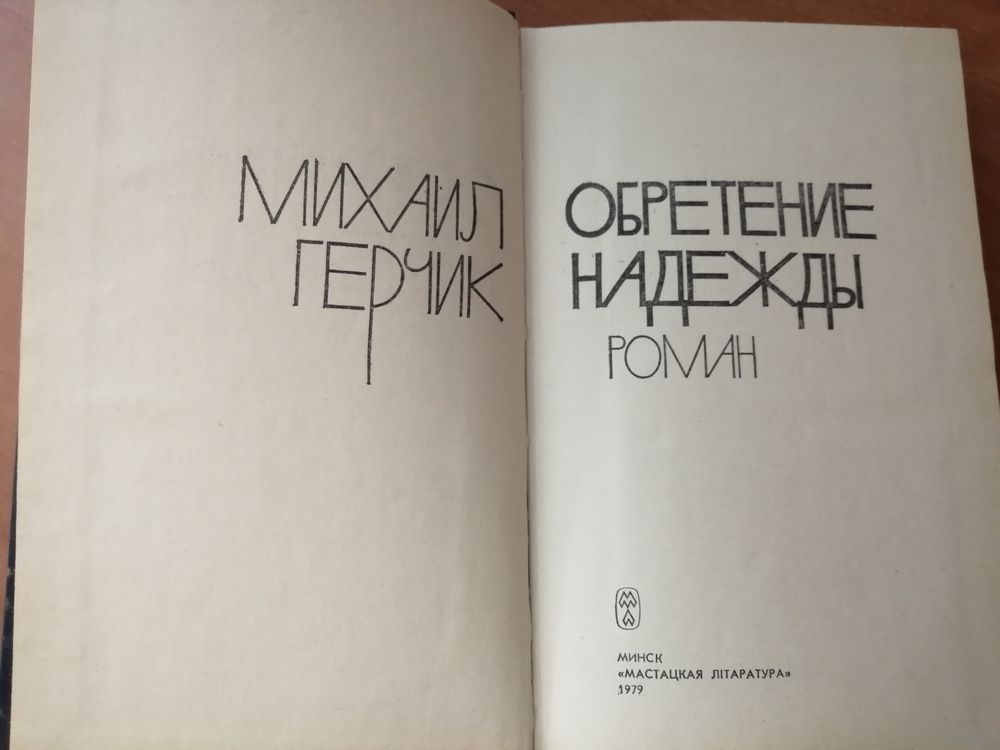 МИХАИЛ
ГЕРЧИК
ОБРЕТЕНИЕ
НАДЕЖДЫ
РОМАН
МИНСК
«МАСТАЦКАЯ ЛІТАРАТУРА»
1979